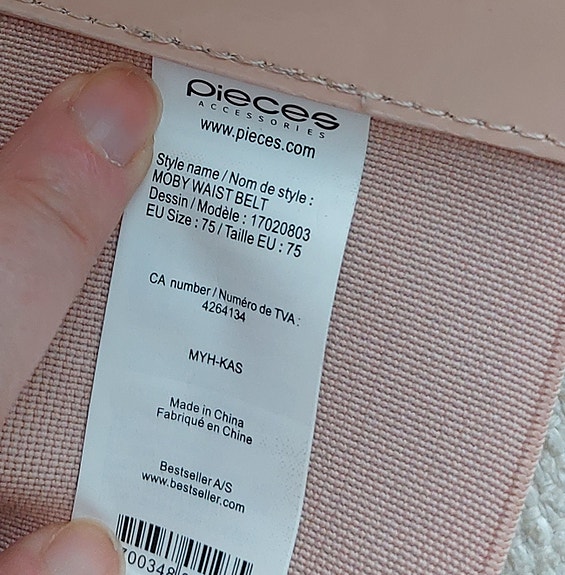 PIECES
ACCESSORIES
www.pieces.com
Style name / Nom de style :
MOBY WAIST BELT
Dessin / Modèle : 17020803
EU Size : 75 / Taille EU : 75
CA number / Numéro de TVA :
4264134
MYH-KAS
Made in China
Fabriqué en Chine
Bestseller A/S
www.bestseller.com
700348